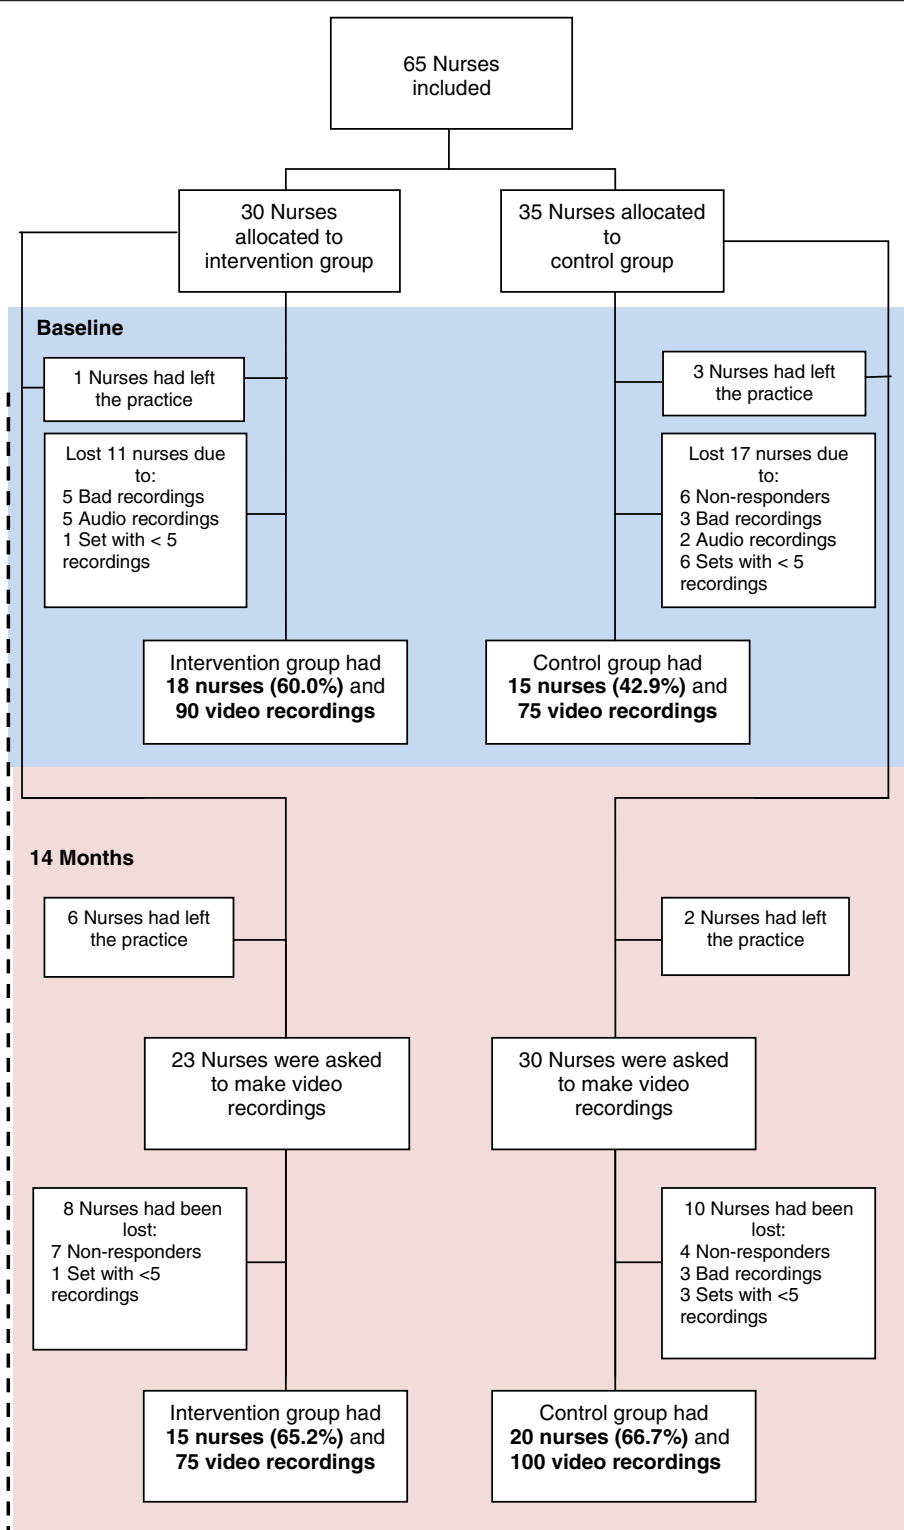 65 Nurses
included
30 Nurses
allocated to
intervention group
35 Nurses allocated
to
control group
Baseline
1 Nurses had left
the practice
3 Nurses had left
the practice
Lost 11 nurses due
to:
5 Bad recordings
5 Audio recordings
1 Set with < 5
recordings
Lost 17 nurses due
to:
6 Non-responders
3 Bad recordings
2 Audio recordings
6 Sets with < 5
recordings
Intervention group had
18 nurses (60.0%) and
90 video recordings
Control group had
15 nurses (42.9%) and
75 video recordings
14 Months
6 Nurses had left
the practice
2 Nurses had left
the practice
23 Nurses were asked
to make video
recordings
30 Nurses were asked
to make video
recordings
8 Nurses had been
lost:
7 Non-responders
1 Set with <5
recordings
10 Nurses had been
lost:
4 Non-responders
3 Bad recordings
3 Sets with <5
recordings
Intervention group had
15 nurses (65.2%) and
75 video recordings
Control group had
20 nurses (66.7%) and
100 video recordings